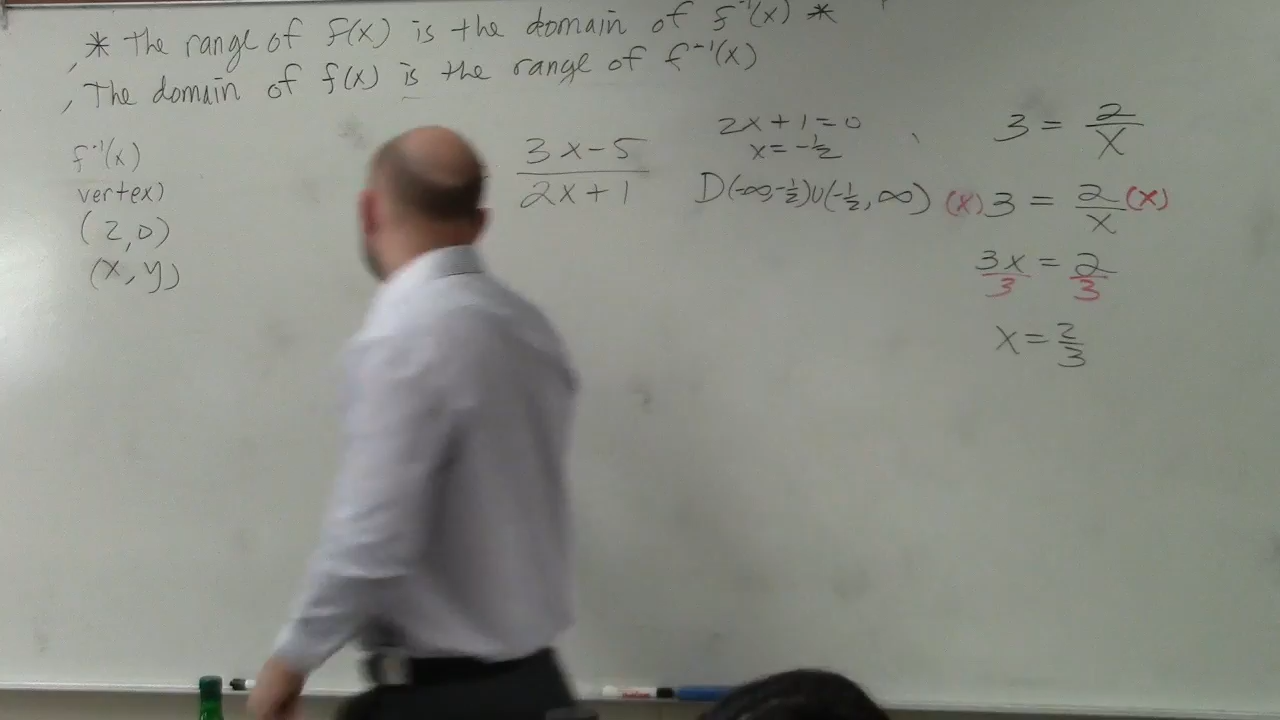 * The range of f(x) is the domain of f⁻¹(x) *
, The domain of f(x) is the range of f⁻¹(x)
f⁻¹(x)
vertex)
(2,0)
(x,y)
3x-5
2x+1
2x+1=0
x=-1/2
D(-∞,-1/2)∪(-1/2,∞)
3 = 2/x
(x)3 = 2/x(x)
3x/3 = 2/3
x=2/3